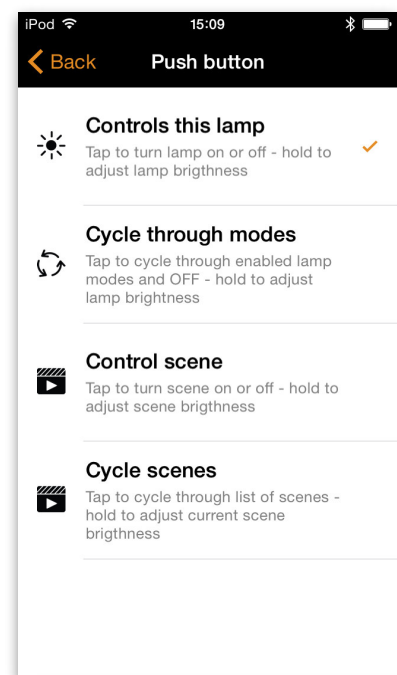 iPod 15:09
Back Push button
Controls this lamp
Tap to turn lamp on or off - hold to
adjust lamp brigthness
Cycle through modes
Tap to cycle through enabled lamp
modes and OFF - hold to adjust
lamp brightness
Control scene
Tap to turn scene on or off - hold to
adjust scene brigthness
Cycle scenes
Tap to cycle through list of scenes -
hold to adjust current scene
brigthness